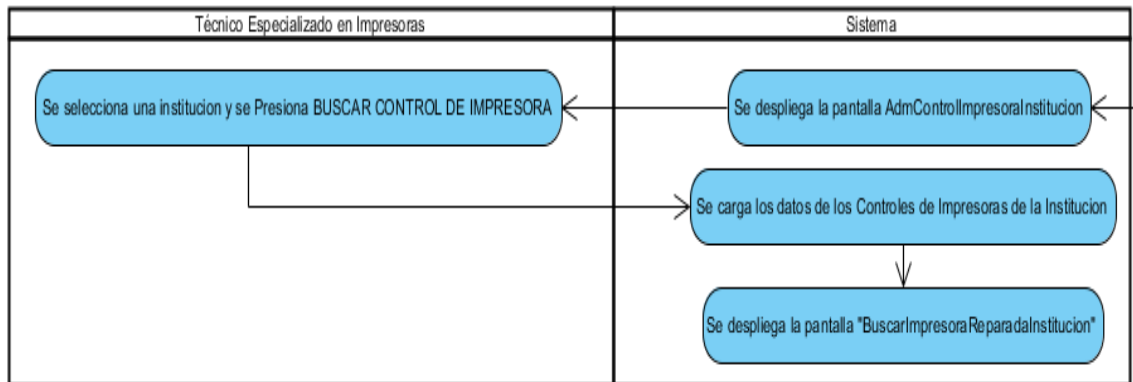 Técnico Especializado en Impresoras
Sistema
Se selecciona una institucion y se Presiona BUSCAR CONTROL DE IMPRESORA
Se despliega la pantalla AdmControlImpresoraInstitucion
Se carga los datos de los Controles de Impresoras de la Institucion
Se despliega la pantalla "BuscarImpresoraReparadaInstitucion"